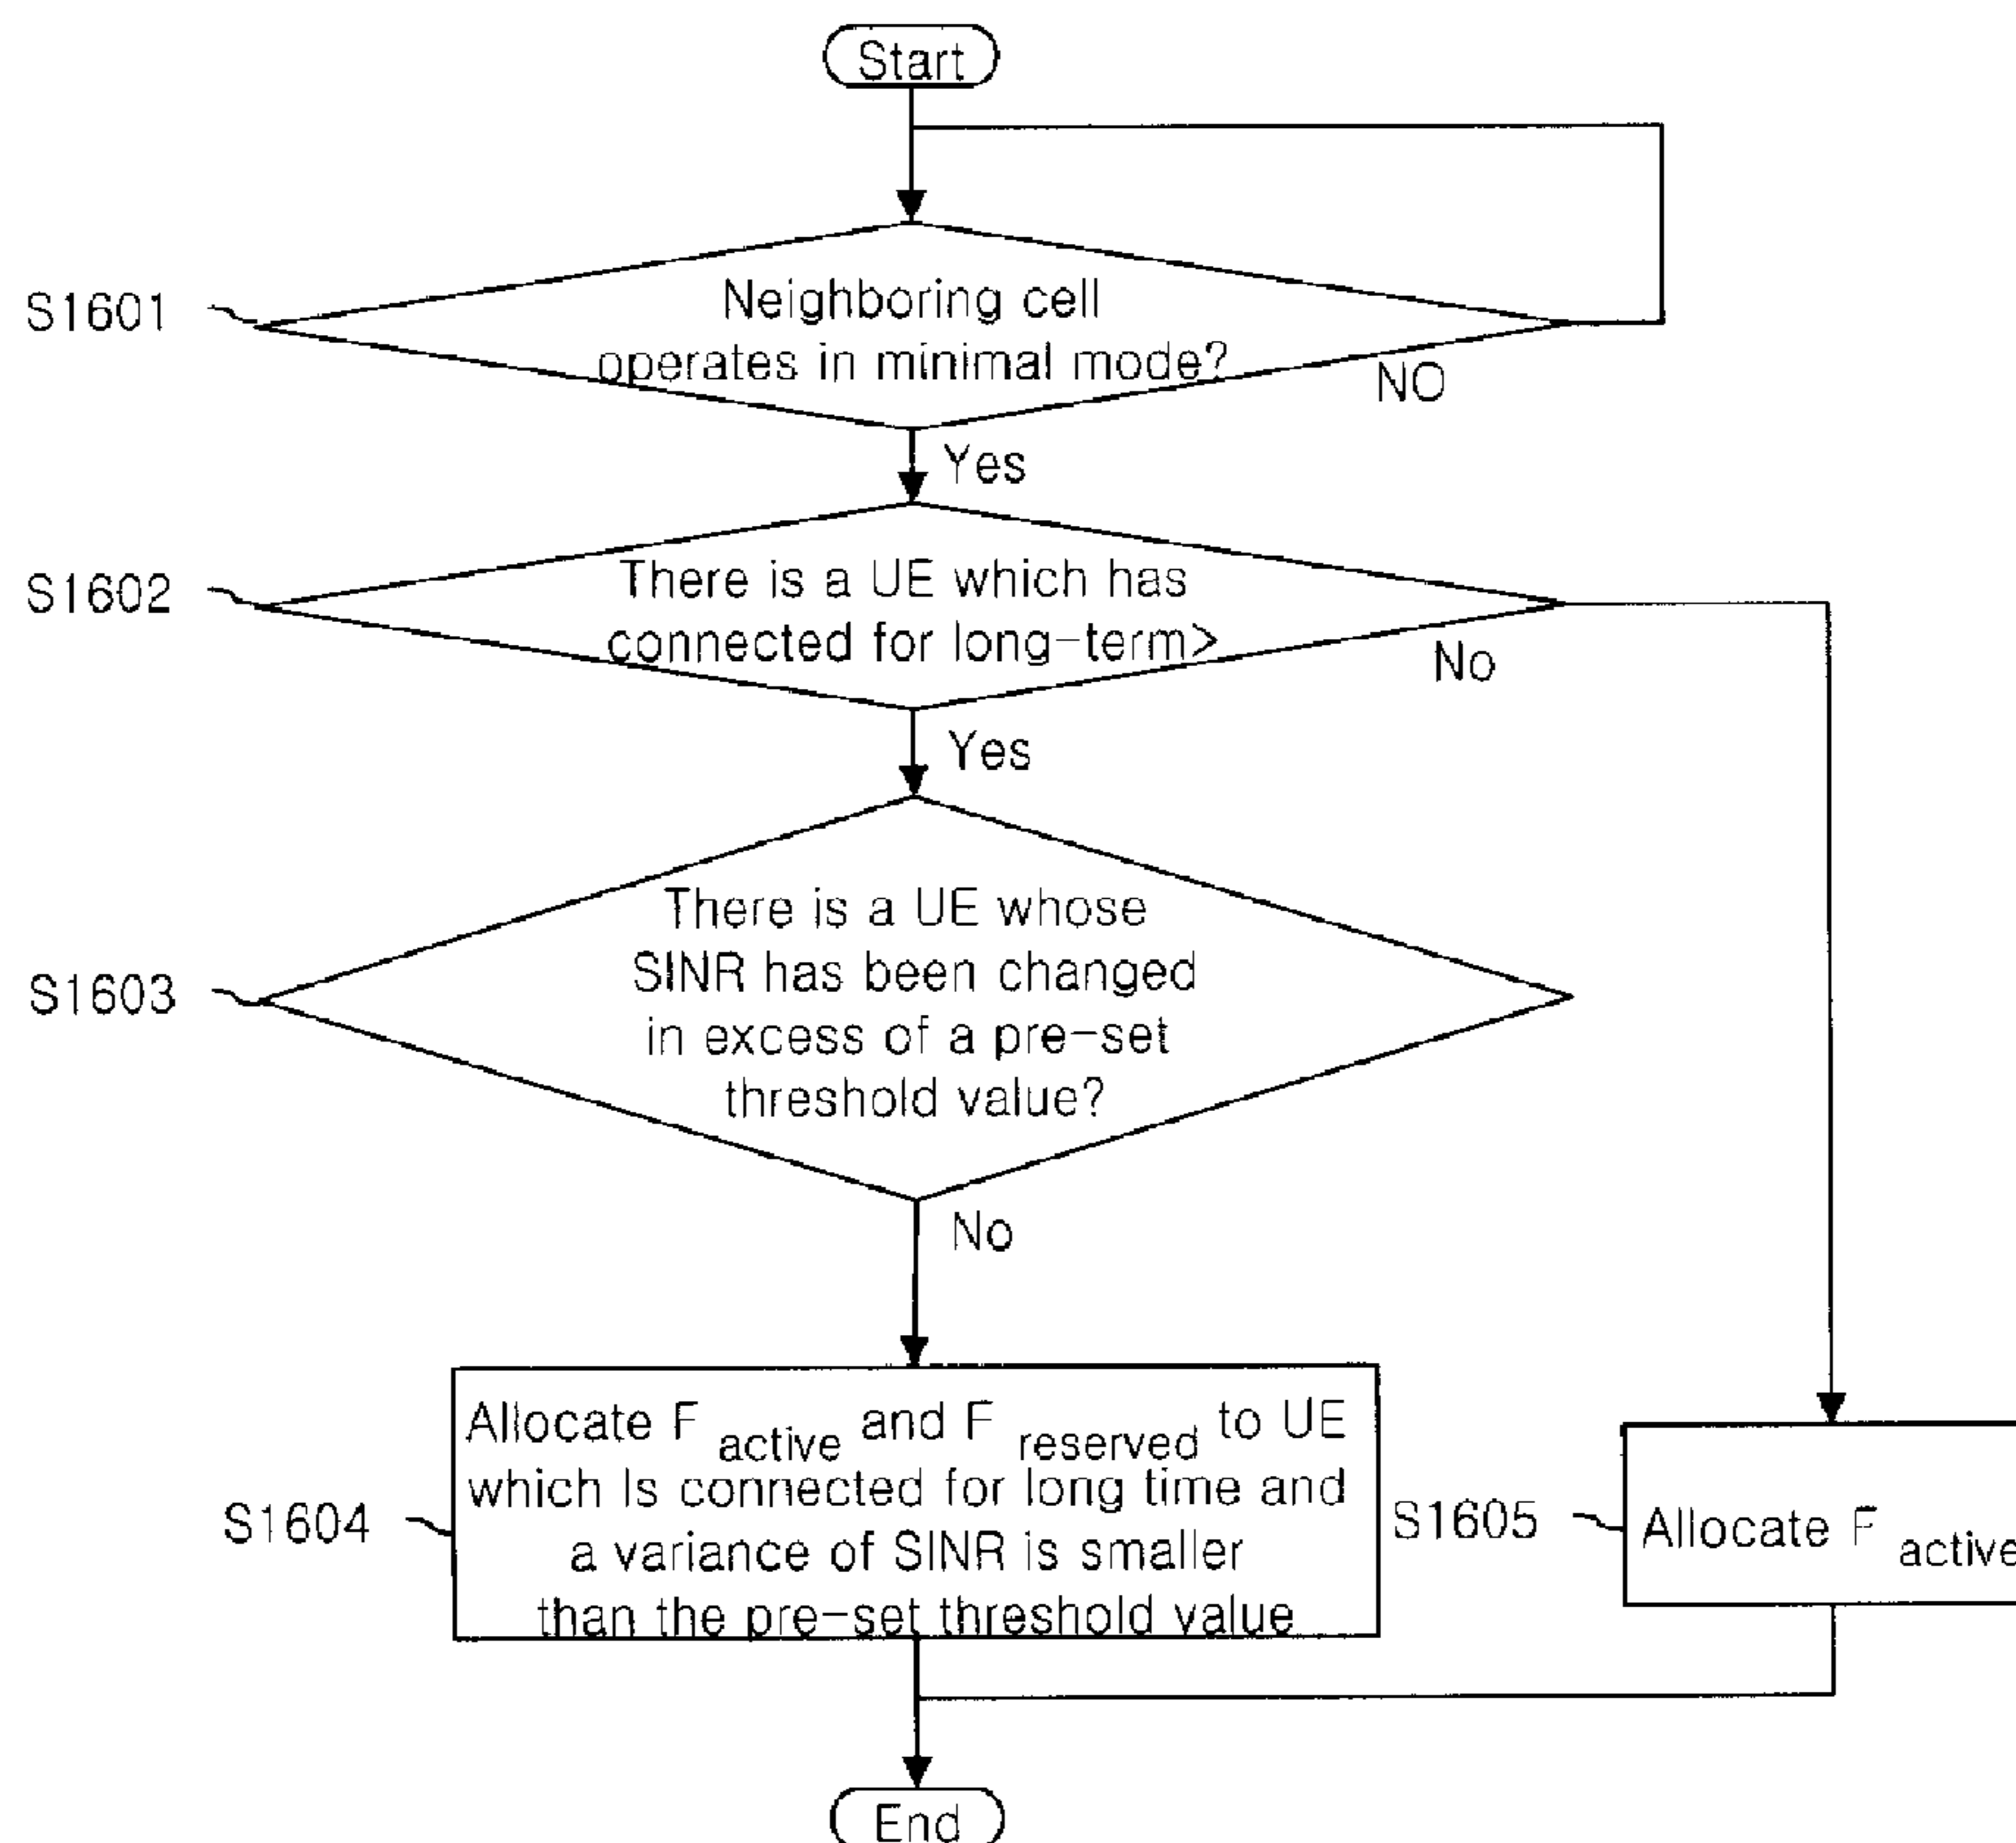 Start
S1601
Neighboring cell
operates in minimal mode?
NO
Yes
S1602
There is a UE which has
connected for long-term>
No
Yes
S1603
There is a UE whose
SINR has been changed
in excess of a pre-set
threshold value?
No
S1604
Allocate F active and F reserved to UE
which Is connected for long time and
a variance of SINR is smaller
than the pre-set threshold value
S1605
Allocate F active
End